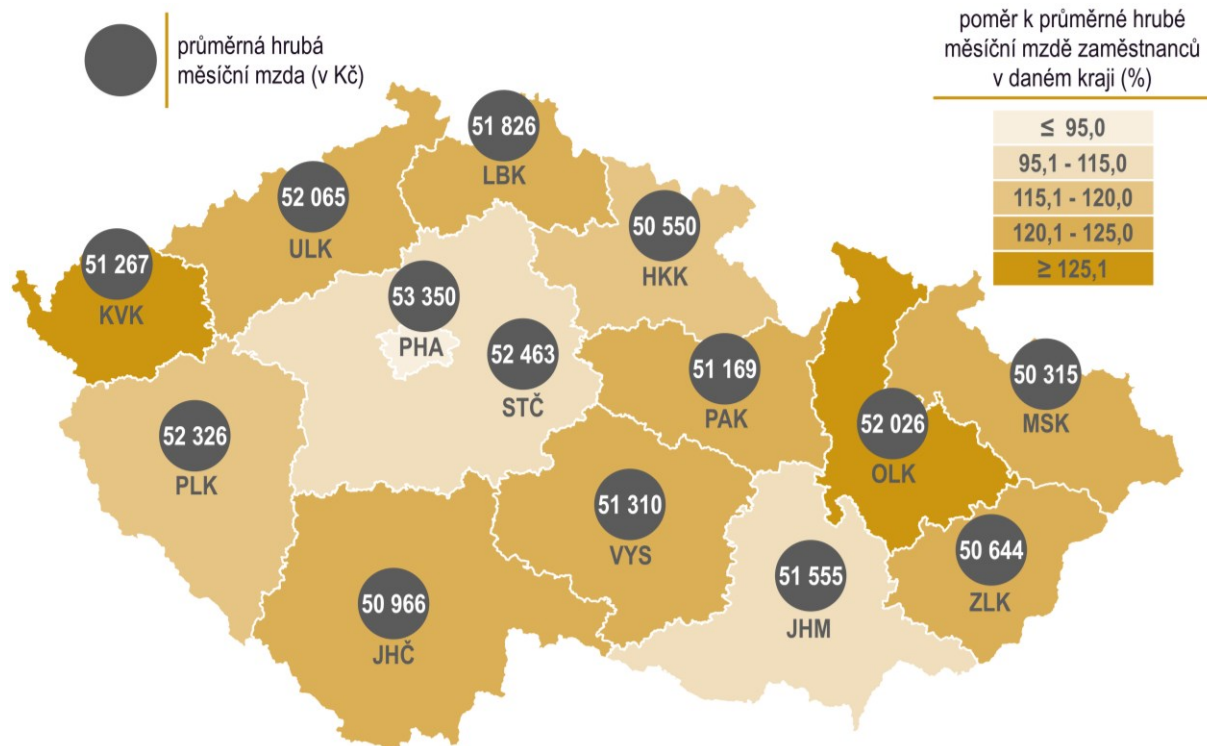 průměrná hrubá
měsíční mzda (v Kč)
poměr k průměrné hrubé
měsíční mzdě zaměstnanců
v daném kraji (%)
≤ 95,0
95,1 - 115,0
115,1 - 120,0
120,1 - 125,0
≥ 125,1
51 826
LBK
52 065
ULK
50 550
HKK
51 267
KVK
53 350
PHA
52 463
STČ
51 169
PAK
50 315
MSK
52 326
PLK
52 026
OLK
51 310
VYS
50 644
ZLK
51 555
JHM
50 966
JHČ